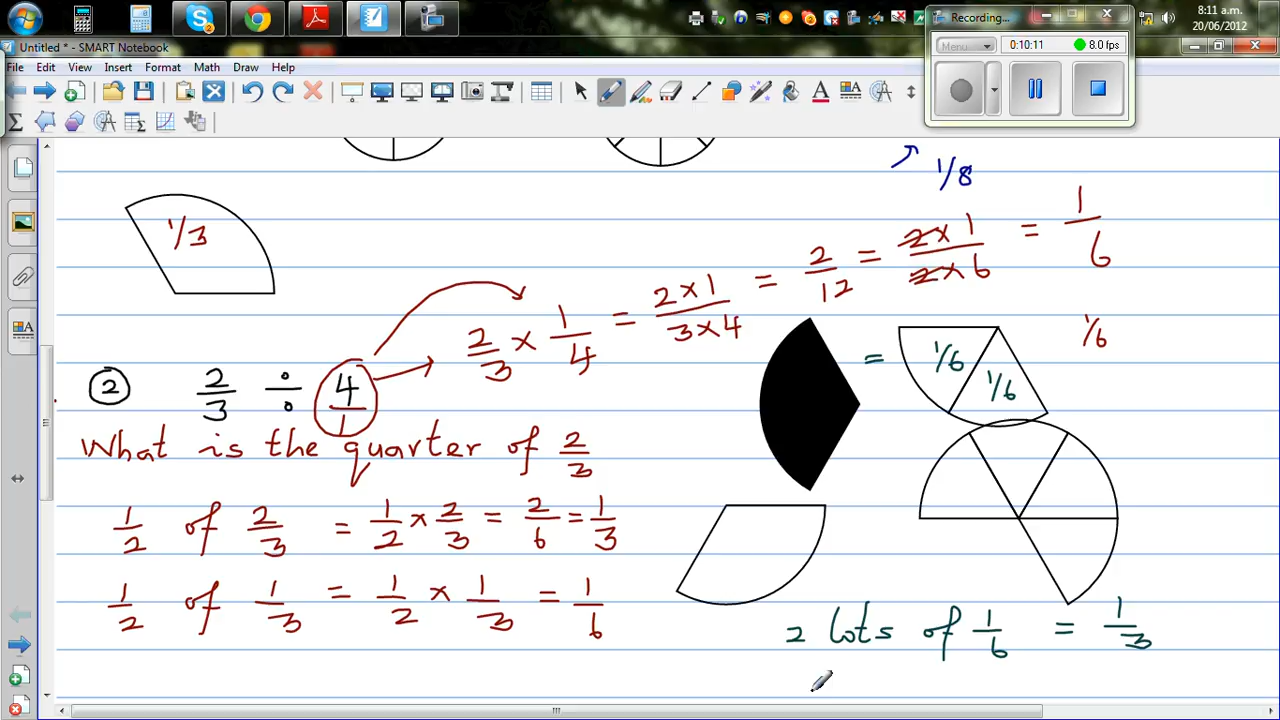 8:11 a.m.
20/06/2012
Recording...
Menu
0:10:11
8.0 fps
Untitled * - SMART Notebook
File Edit View Insert Format Math Draw Help
1/8
1/3
2/3 × 1/4 = 2×1/3×4 = 2/12 = 2×1/2×6 = 1/6
1/6
② 2/3 ÷ 4/1
= 1/6 1/6
What is the quarter of 2/3
1/2 of 2/3 = 1/2 × 2/3 = 2/6 = 1/3
1/2 of 1/3 = 1/2 × 1/3 = 1/6
2 lots of 1/6 = 1/3